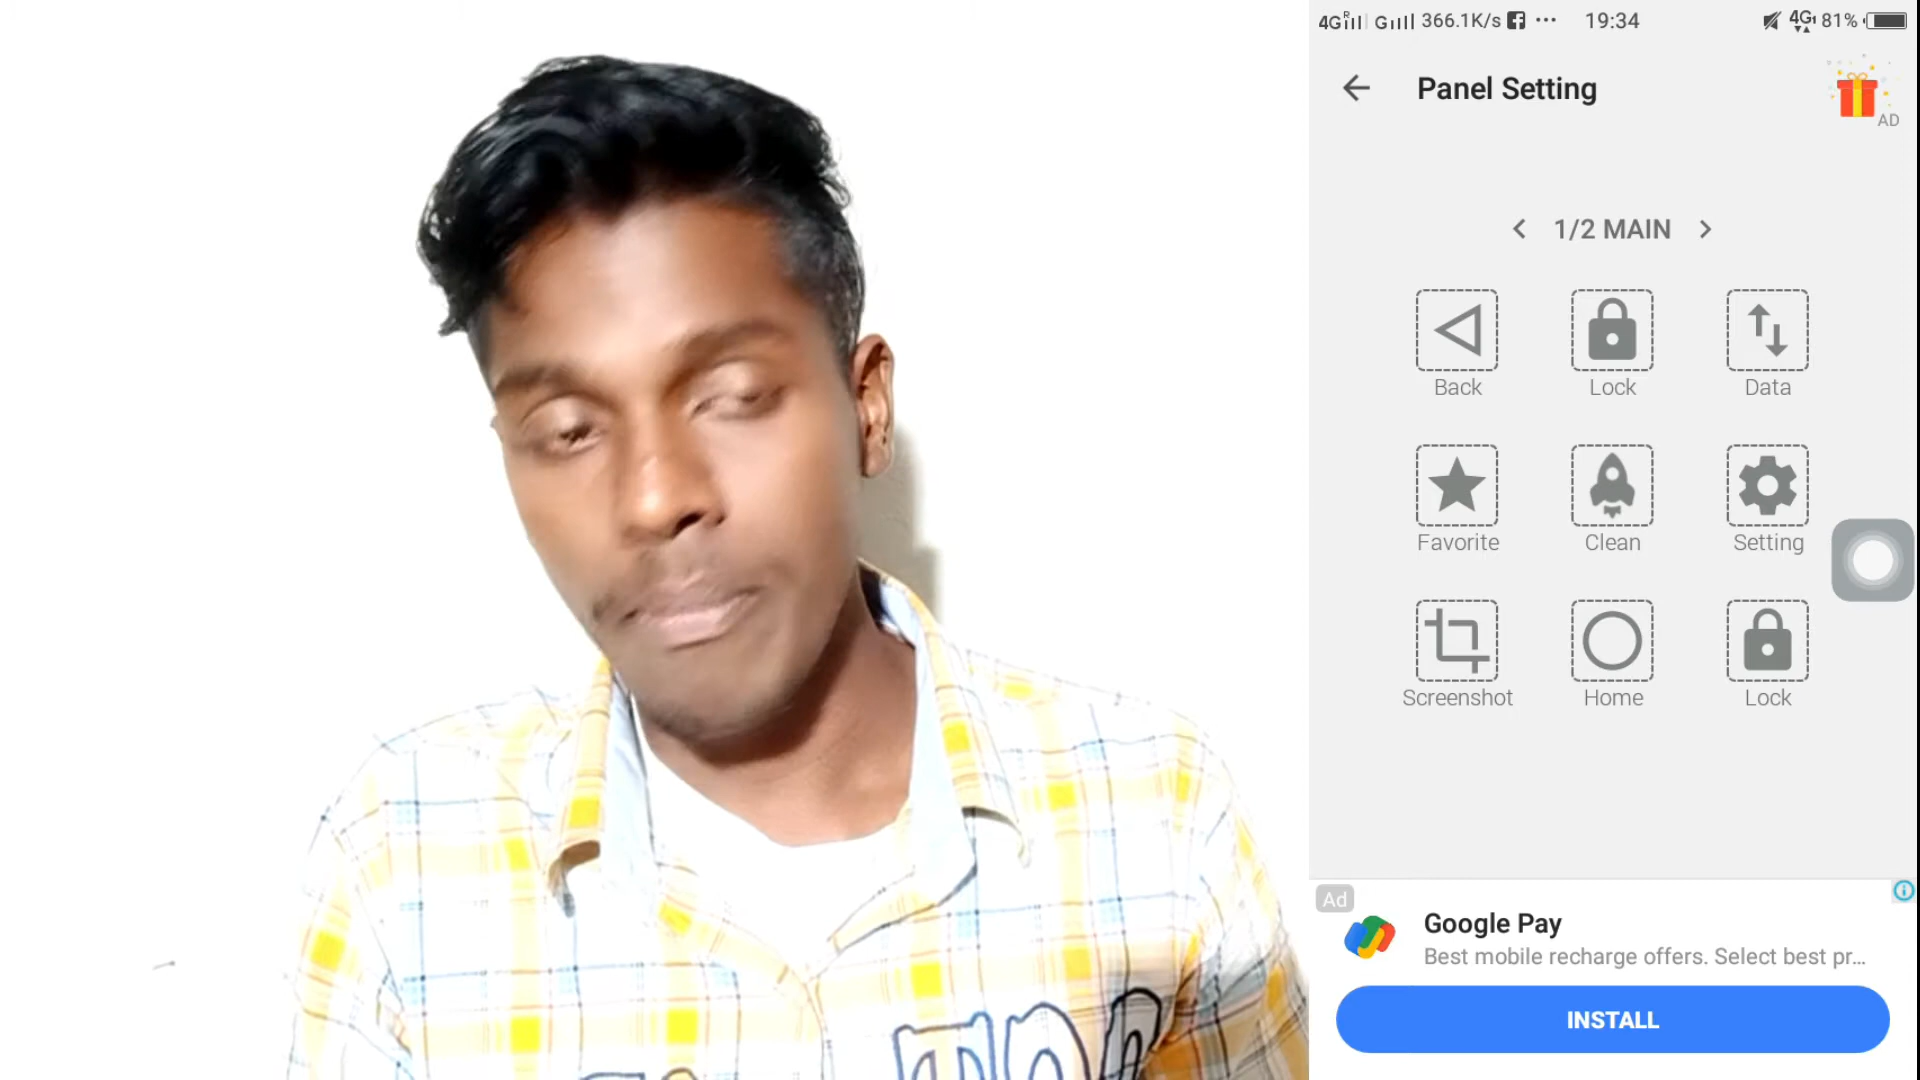 4G R G 366.1K/s ... 19:34 4G 81%
Panel Setting
AD
1/2 MAIN
Back Lock Data
Favorite Clean Setting
Screenshot Home Lock
Ad
Google Pay
Best mobile recharge offers. Select best pr...
INSTALL